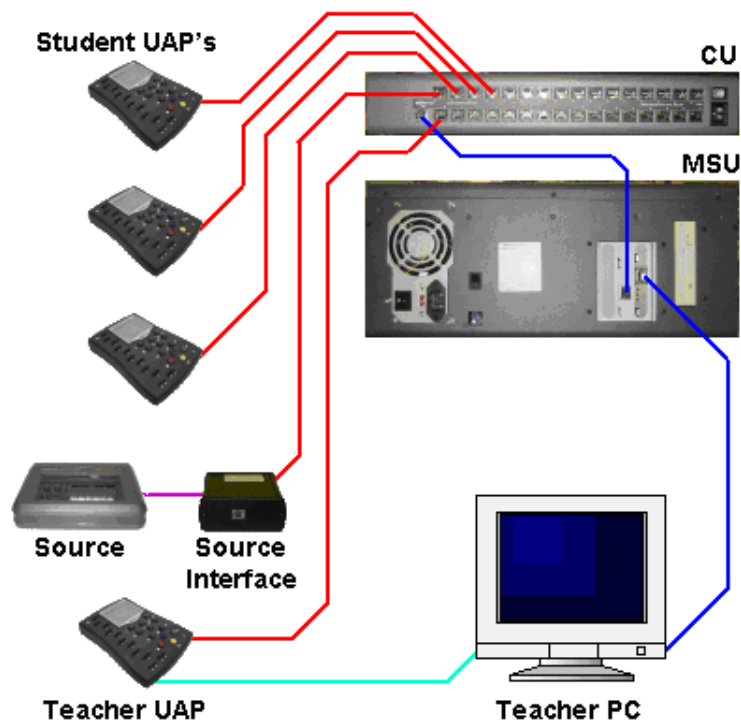 Student UAP's
CU
MSU
Source
Source
Interface
Teacher UAP
Teacher PC